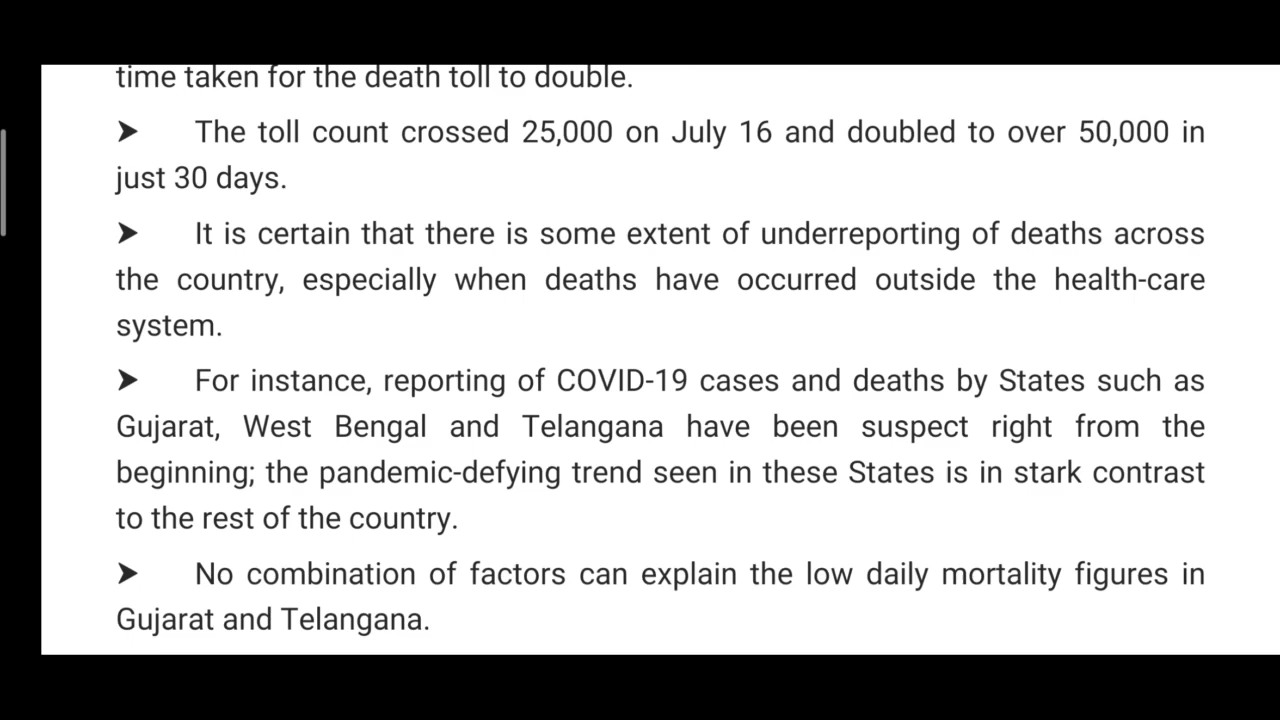 time taken for the death toll to double.
➤ The toll count crossed 25,000 on July 16 and doubled to over 50,000 in
just 30 days.
➤ It is certain that there is some extent of underreporting of deaths across
the country, especially when deaths have occurred outside the health-care
system.
➤ For instance, reporting of COVID-19 cases and deaths by States such as
Gujarat, West Bengal and Telangana have been suspect right from the
beginning; the pandemic-defying trend seen in these States is in stark contrast
to the rest of the country.
➤ No combination of factors can explain the low daily mortality figures in
Gujarat and Telangana.